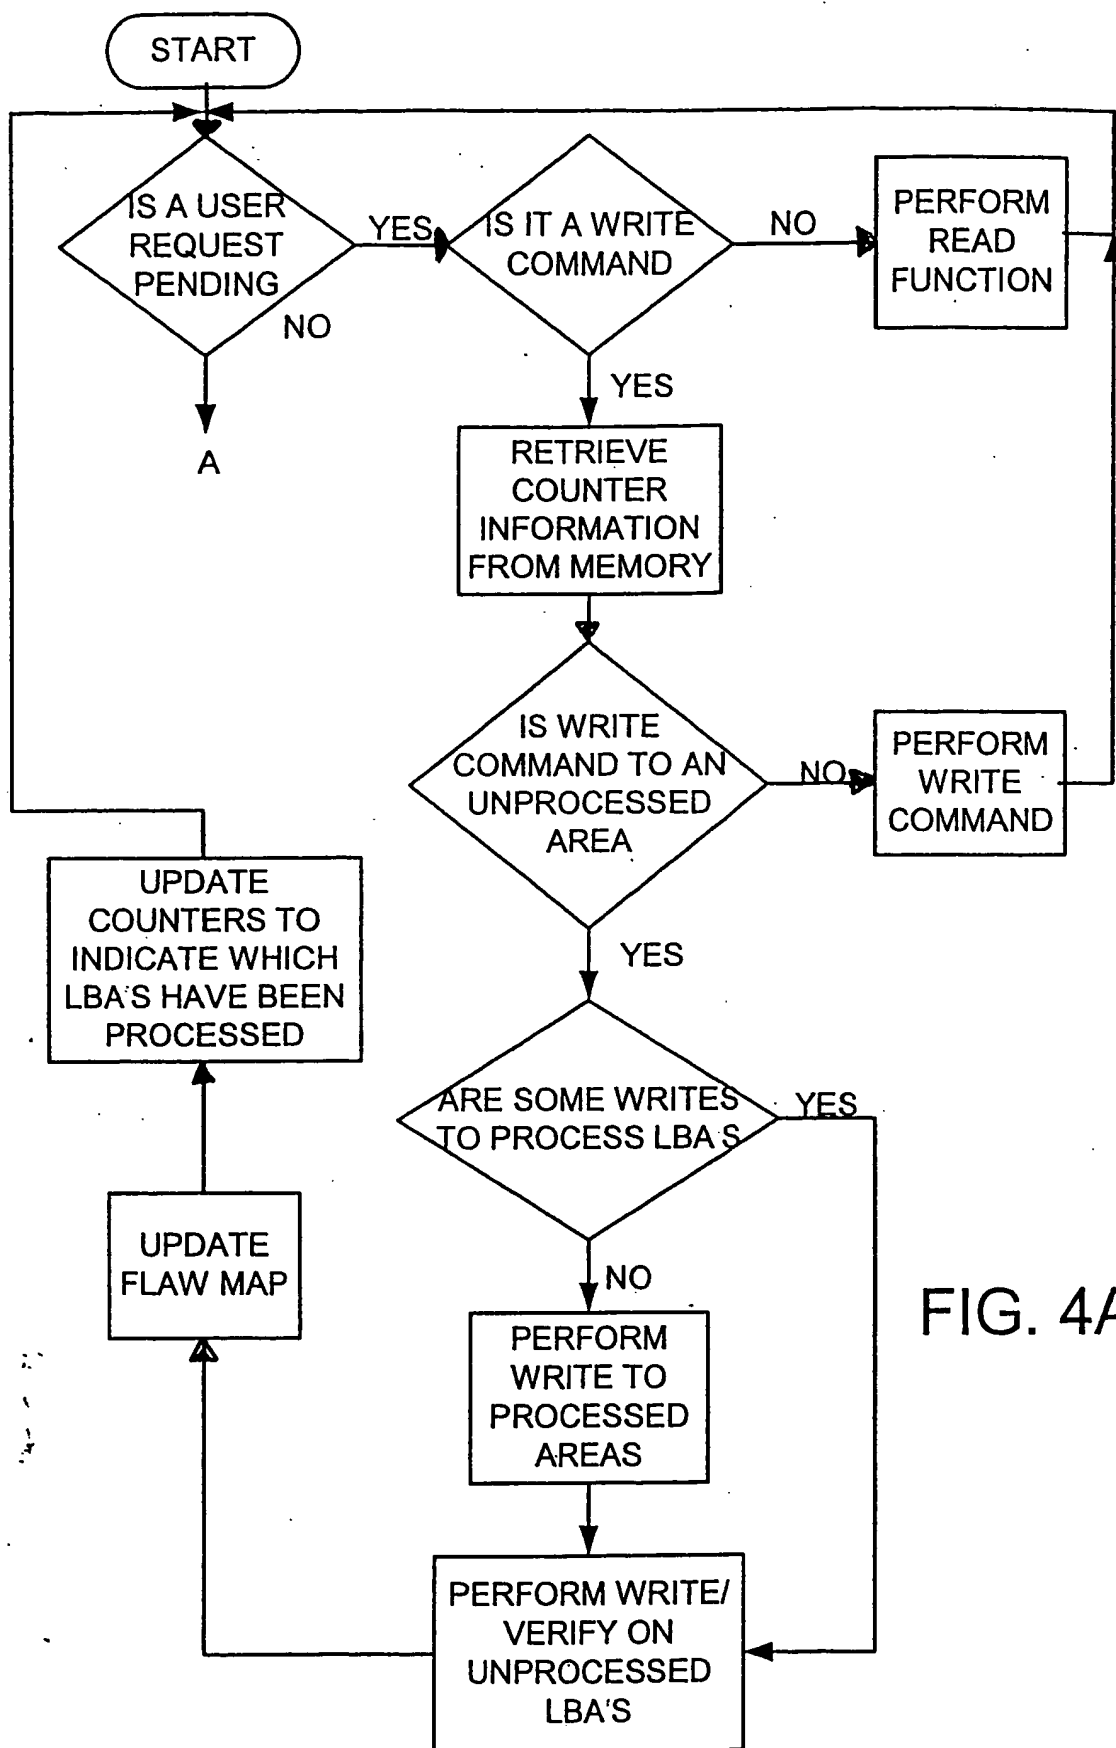 START
IS A USER
REQUEST
PENDING
YES
NO
A
IS IT A WRITE
COMMAND
NO
YES
PERFORM
READ
FUNCTION
RETRIEVE
COUNTER
INFORMATION
FROM MEMORY
IS WRITE
COMMAND TO AN
UNPROCESSED
AREA
NO
YES
PERFORM
WRITE
COMMAND
UPDATE
COUNTERS TO
INDICATE WHICH
LBA'S HAVE BEEN
PROCESSED
ARE SOME WRITES
TO PROCESS LBA'S
YES
NO
UPDATE
FLAW MAP
PERFORM
WRITE TO
PROCESSED
AREAS
PERFORM WRITE/
VERIFY ON
UNPROCESSED
LBA'S
FIG. 4A